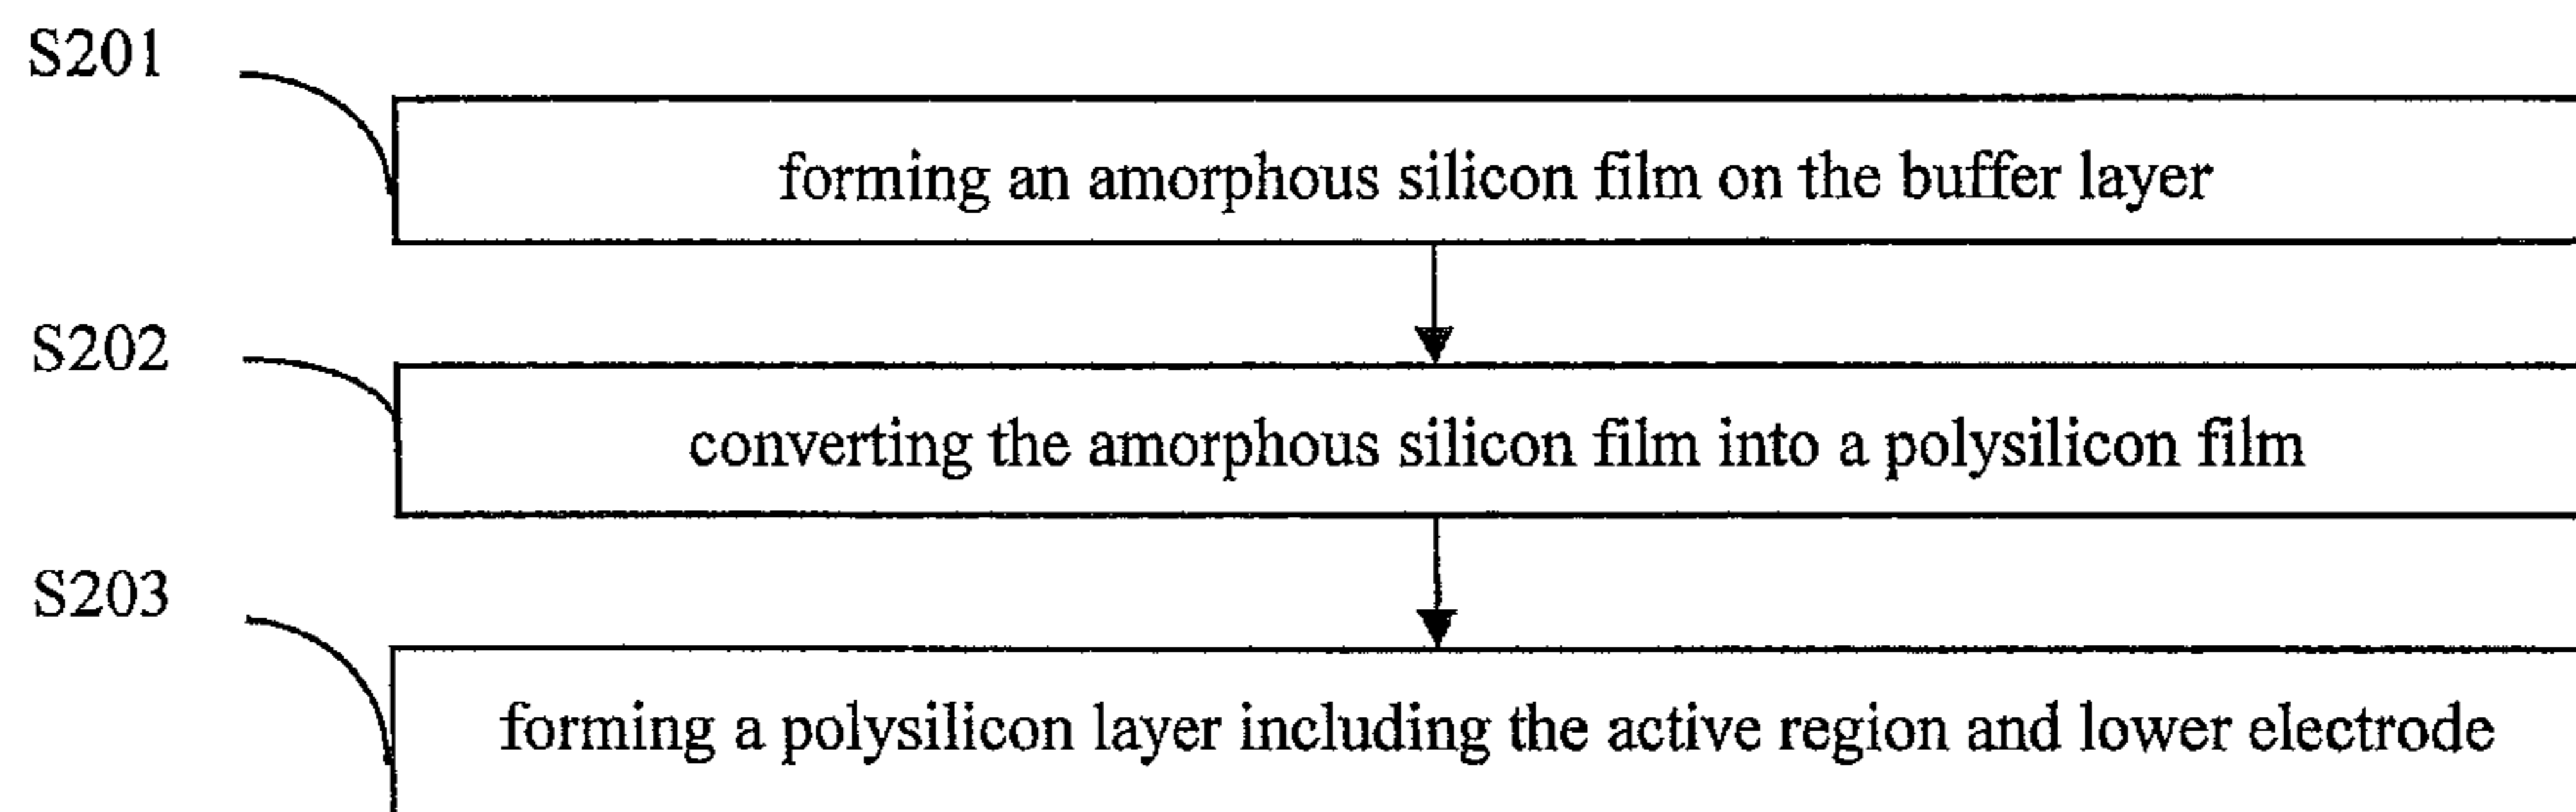 S201
forming an amorphous silicon film on the buffer layer
S202
converting the amorphous silicon film into a polysilicon film
S203
forming a polysilicon layer including the active region and lower electrode